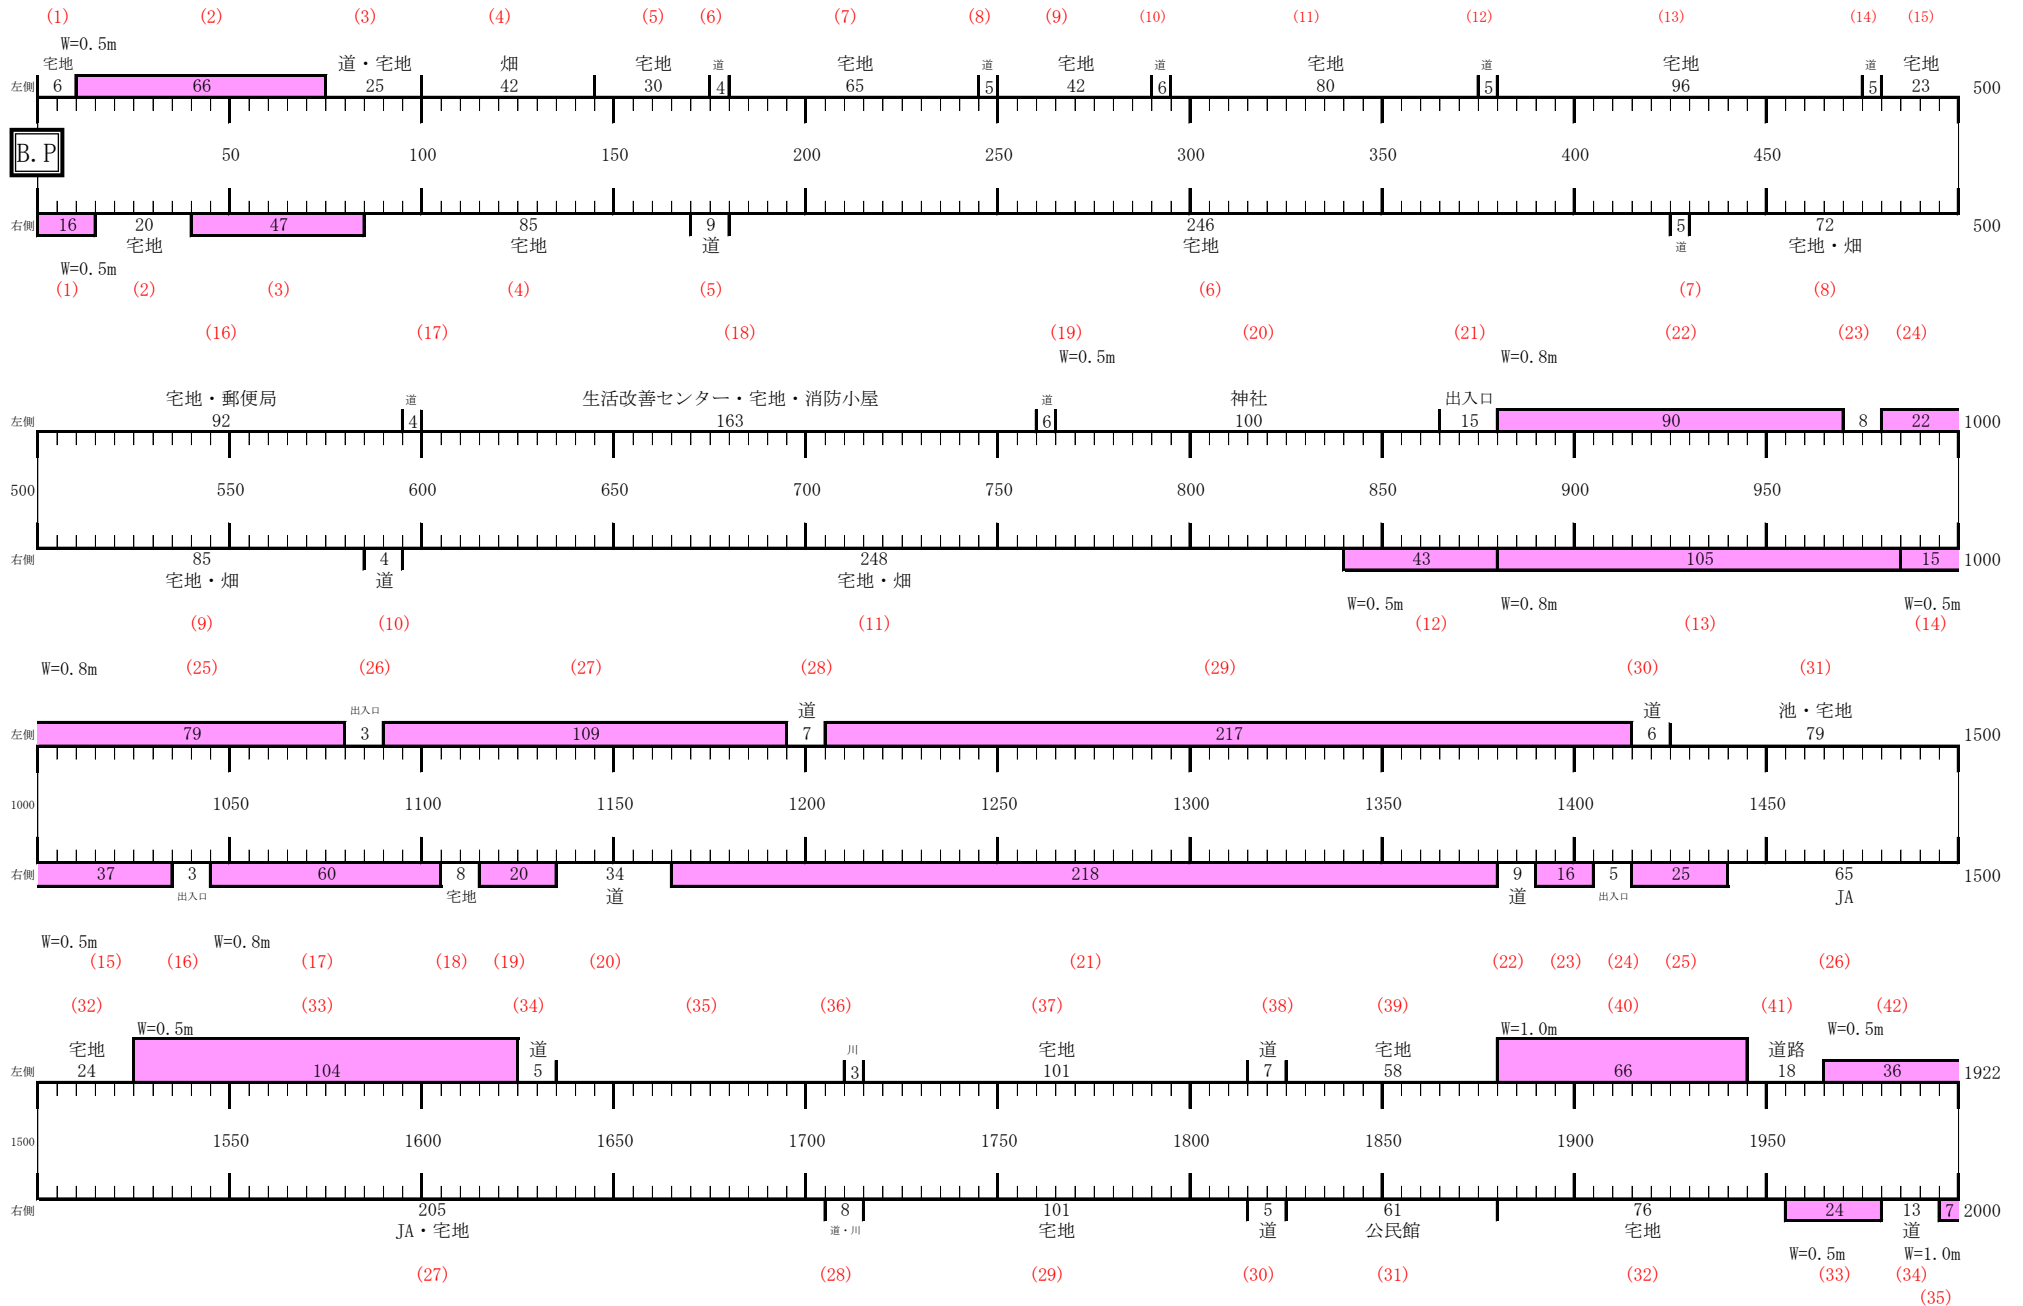 (1) (2) (3) (4) (5) (6) (7) (8) (9) (10) (11) (12) (13) (14) (15)
W=0.5m
宅地 道・宅地 畑 宅地 道 宅地 道 宅地 道 宅地 道 宅地 道 宅地
左側 6 66 25 42 30 4 65 5 42 6 80 5 96 5 23 500
B.P 50 100 150 200 250 300 350 400 450
右側 16 20 47 85 9 246 5 72 500
宅地 宅地 道 宅地 道 宅地・畑
W=0.5m
(1) (2) (3) (4) (5) (6) (7) (8)
(16) (17) (18) (19) (20) (21) (22) (23) (24)
W=0.5m W=0.8m
宅地・郵便局 道 生活改善センター・宅地・消防小屋 道 神社 出入口
左側 92 4 163 6 100 15 90 8 22 1000
500 550 600 650 700 750 800 850 900 950
右側 85 4 248 43 105 15 1000
宅地・畑 道 宅地・畑
W=0.5m W=0.8m W=0.5m
(9) (10) (11) (12) (13) (14)
W=0.8m (25) (26) (27) (28) (29) (30) (31)
出入口 道 道 池・宅地
左側 79 3 109 7 217 6 79 1500
1000 1050 1100 1150 1200 1250 1300 1350 1400 1450
右側 37 3 60 8 20 34 218 9 16 5 25 65 1500
出入口 宅地 道 道 出入口 JA
W=0.5m W=0.8m
(15) (16) (17) (18) (19) (20) (21) (22) (23) (24) (25) (26)
(32) (33) (34) (35) (36) (37) (38) (39) (40) (41) (42)
W=0.5m W=1.0m W=0.5m
宅地 道 川 宅地 道 宅地 道路
左側 24 104 5 3 101 7 58 66 18 36 1922
1500 1550 1600 1650 1700 1750 1800 1850 1900 1950
右側 205 8 101 5 61 76 24 13 7 2000
JA・宅地 道・川 宅地 道 公民館 宅地 道
W=0.5m W=1.0m
(27) (28) (29) (30) (31) (32) (33) (34)
(35)